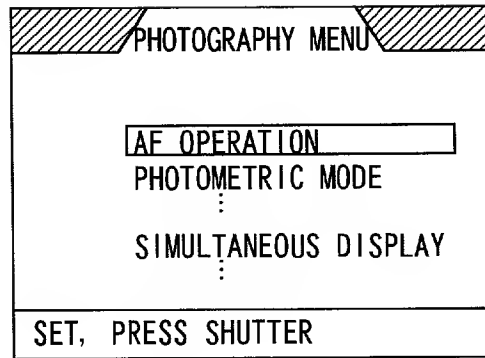 PHOTOGRAPHY MENU
AF OPERATION
PHOTOMETRIC MODE
⋮
SIMULTANEOUS DISPLAY
⋮
SET, PRESS SHUTTER